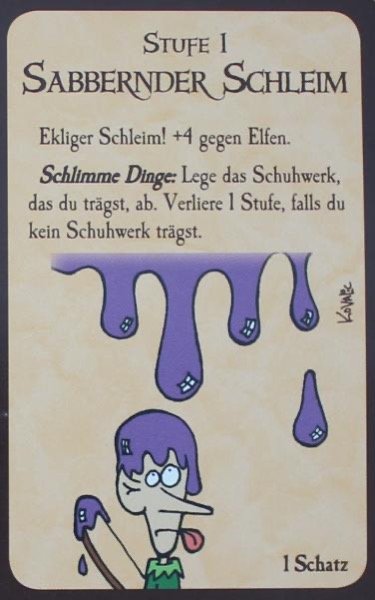 Stufe 1
Sabbernder Schleim
Ekliger Schleim! +4 gegen Elfen.
Schlimme Dinge: Lege das Schuhwerk,
das du trägst, ab. Verliere 1 Stufe, falls du
kein Schuhwerk trägst.
Kovalic
1 Schatz